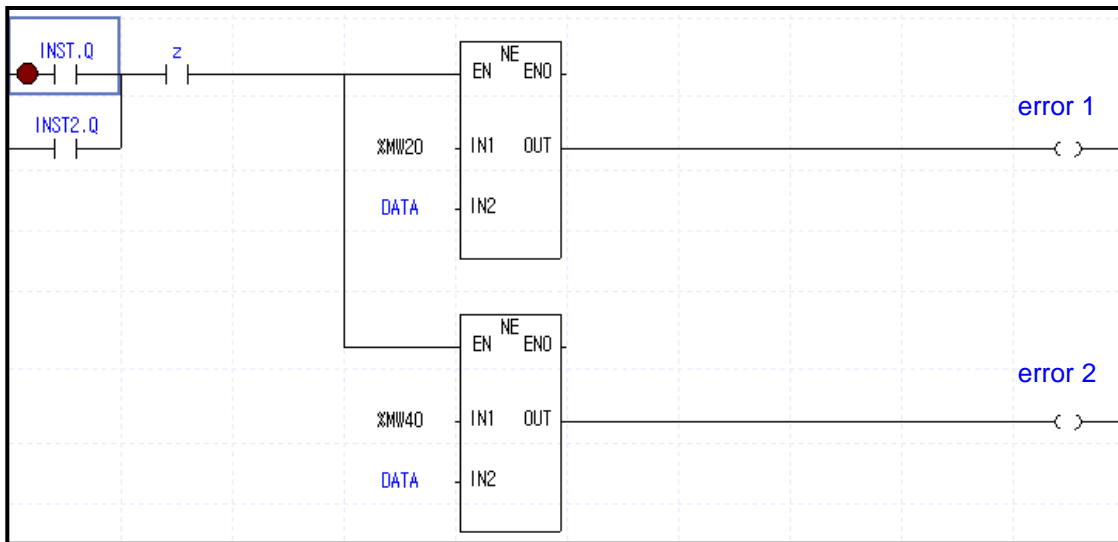 INST.Q z
NE
EN ENO
error 1
INST2.Q
%MW20 IN1 OUT
DATA IN2
NE
EN ENO
error 2
%MW40 IN1 OUT
DATA IN2